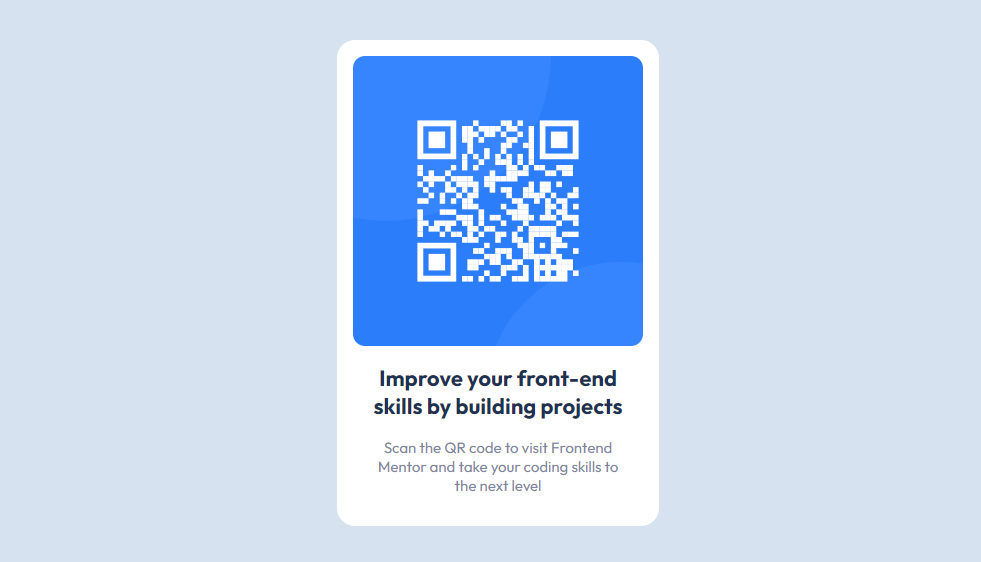 Improve your front-end
skills by building projects
Scan the QR code to visit Frontend
Mentor and take your coding skills to
the next level